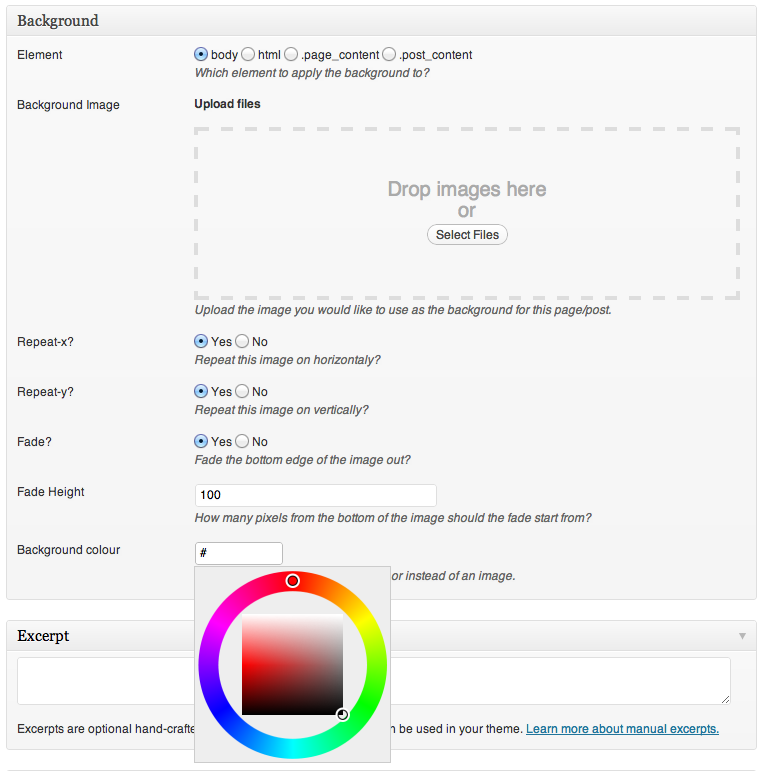 Background
Element
body html .page_content .post_content
Which element to apply the background to?
Background Image
Upload files
Drop images here
or
Select Files
Upload the image you would like to use as the background for this page/post.
Repeat-x?
Yes No
Repeat this image on horizontaly?
Repeat-y?
Yes No
Repeat this image on vertically?
Fade?
Yes No
Fade the bottom edge of the image out?
Fade Height
100
How many pixels from the bottom of the image should the fade start from?
Background colour
#
or instead of an image.
Excerpt
Excerpts are optional hand-crafte n be used in your theme. Learn more about manual excerpts.